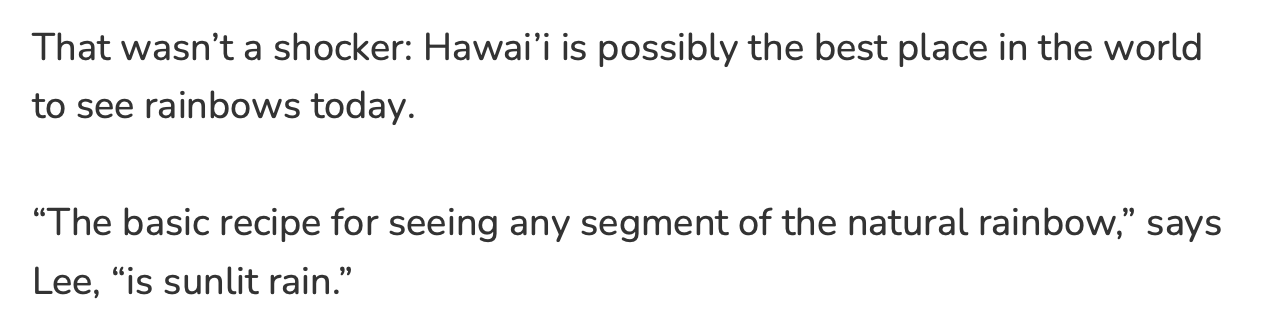 That wasn’t a shocker: Hawai’i is possibly the best place in the world
to see rainbows today.
“The basic recipe for seeing any segment of the natural rainbow,” says
Lee, “is sunlit rain.”